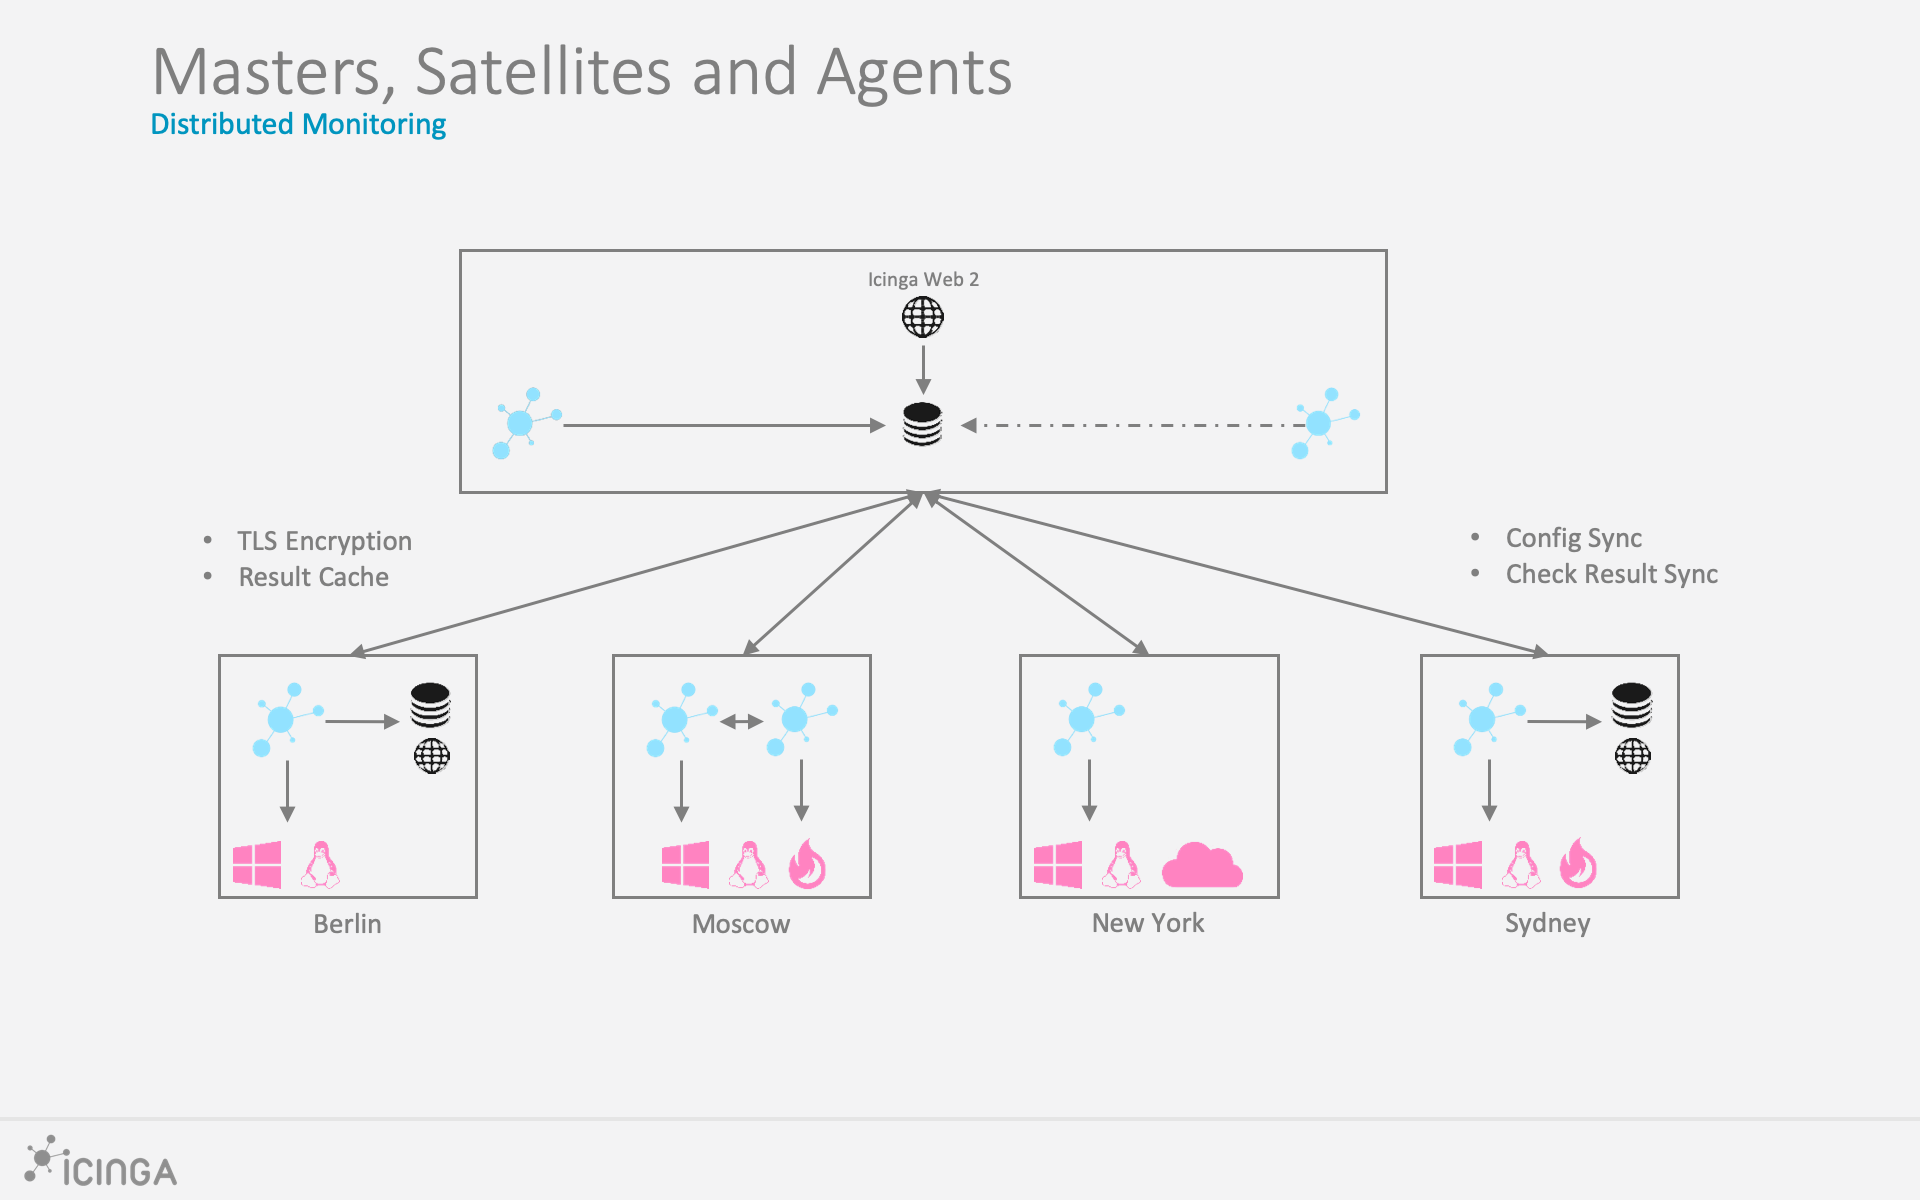 Masters, Satellites and Agents
Distributed Monitoring
Icinga Web 2
• TLS Encryption
• Result Cache
• Config Sync
• Check Result Sync
Berlin
Moscow
New York
Sydney
ICINGA